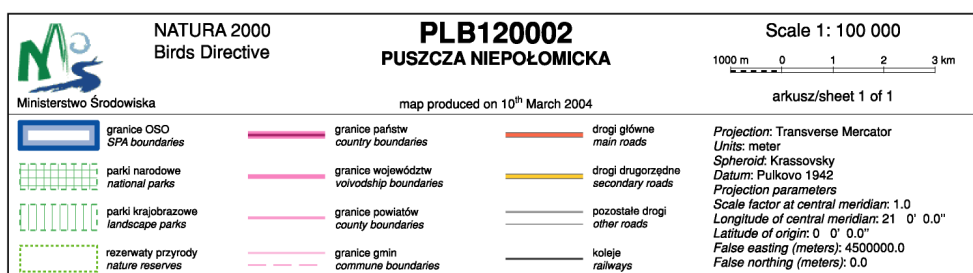 NATURA 2000
Birds Directive
Ministerstwo Środowiska
PLB120002
PUSZCZA NIEPOŁOMICKA
map produced on 10th March 2004
Scale 1: 100 000
1000 m 0 1 2 3 km
arkusz/sheet 1 of 1
granice OSO
SPA boundaries
parki narodowe
national parks
parki krajobrazowe
landscape parks
rezerwaty przyrody
nature reserves
granice państw
country boundaries
granice województw
voivodship boundaries
granice powiatów
county boundaries
granice gmin
commune boundaries
drogi główne
main roads
drogi drugorzędne
secondary roads
pozostałe drogi
other roads
koleje
railways
Projection: Transverse Mercator
Units: meter
Spheroid: Krassovsky
Datum: Pulkovo 1942
Projection parameters
Scale factor at central meridian: 1.0
Longitude of central meridian: 21 0' 0.0"
Latitude of origin: 0 0' 0.0"
False easting (meters): 4500000.0
False northing (meters): 0.0